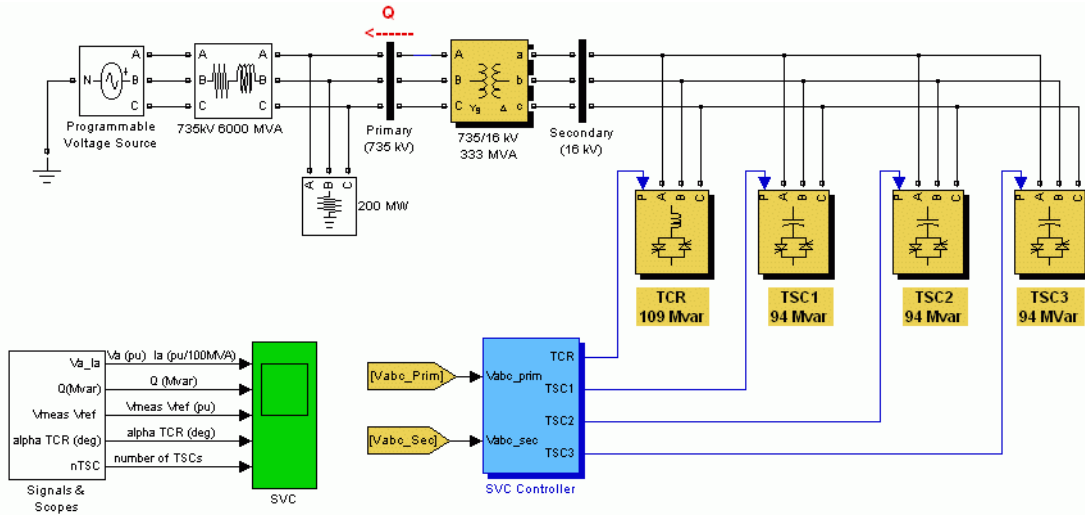 Q
A A
N B B B
C C
A
B
C
A a
B b
C c
Yg Δ
Programmable
Voltage Source
735kV 6000 MVA
Primary
(735 kV)
735/16 kV
333 MVA
Secondary
(16 kV)
A B C
200 MW
P A B C
P A B C
P A B C
P A B C
TCR
109 Mvar
TSC1
94 Mvar
TSC2
94 Mvar
TSC3
94 MVar
Va_Ia
Q(Mvar)
Vmeas Vref
alpha TCR (deg)
nTSC
Va (pu) Ia (pu/100MVA)
Q (Mvar)
Vmeas Vref (pu)
alpha TCR (deg)
number of TSCs
Signals &
Scopes
SVC
[Vabc_Prim]
[Vabc_Sec]
Vabc_prim
Vabc_sec
TCR
TSC1
TSC2
TSC3
SVC Controller